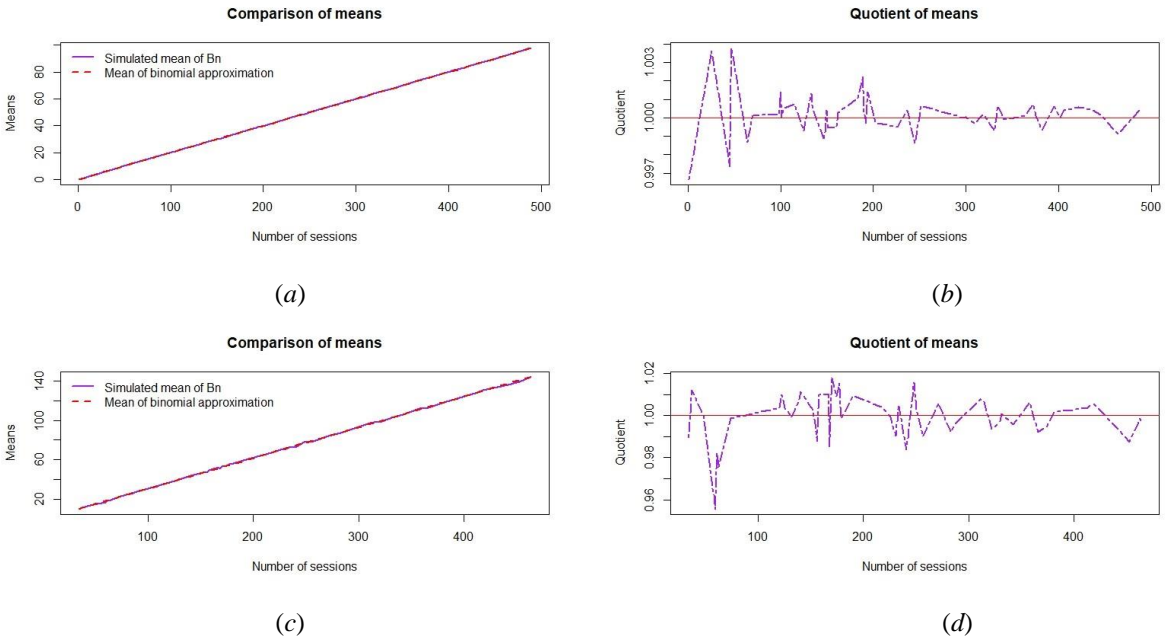 Comparison of means
Simulated mean of Bn
Mean of binomial approximation
Means
0 20 40 60 80
0 100 200 300 400 500
Number of sessions
(a)
Quotient of means
Quotient
0.997 1.000 1.003
0 100 200 300 400 500
Number of sessions
(b)
Comparison of means
Simulated mean of Bn
Mean of binomial approximation
Means
20 60 100 140
100 200 300 400
Number of sessions
(c)
Quotient of means
Quotient
0.96 0.98 1.00 1.02
100 200 300 400
Number of sessions
(d)